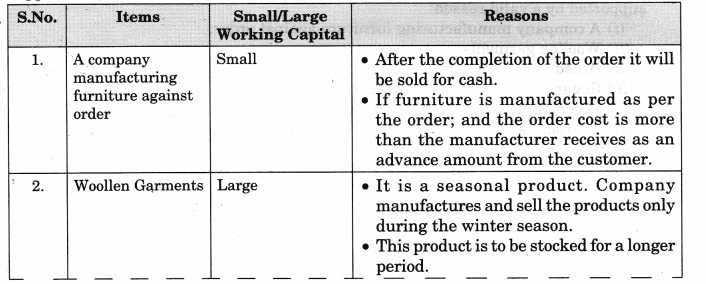 S.No. Items Small/Large Working Capital Reasons
1. A company manufacturing furniture against order
Small
• After the completion of the order it will
be sold for cash.
• If furniture is manufactured as per
the order; and the order cost is more
than the manufacturer receives as an
advance amount from the customer.
2. Woollen Garments Large
• It is a seasonal product. Company
manufactures and sell the products only
during the winter season.
• This product is to be stocked for a longer
period.